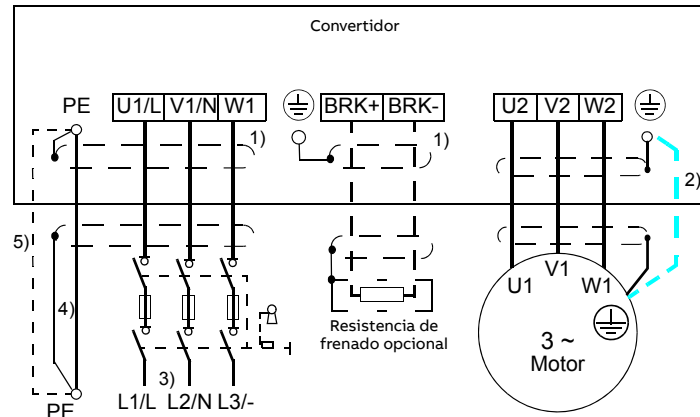 Convertidor
PE U1/L V1/N W1 BRK+ BRK- U2 V2 W2
1) 1) 2)
5) 4)
U1 V1 W1
Resistencia de
frenado opcional
3 ~
Motor
3)
PE L1/L L2/N L3/-